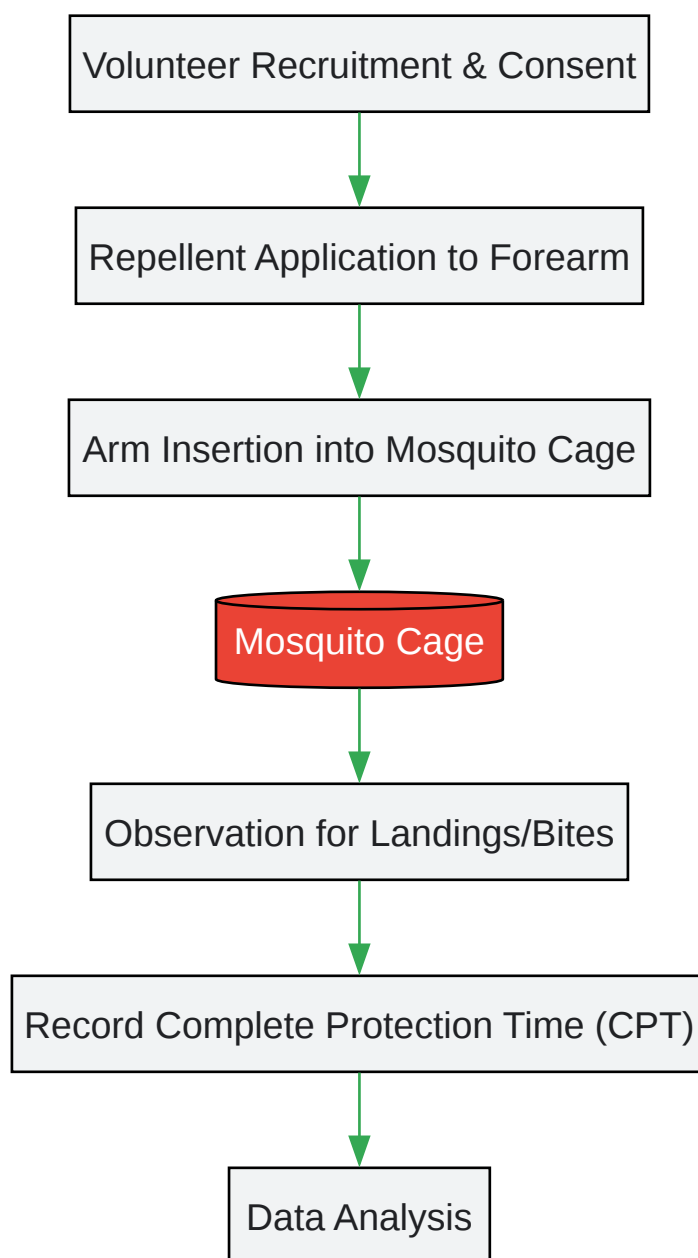 Volunteer Recruitment & Consent
Repellent Application to Forearm
Arm Insertion into Mosquito Cage
Mosquito Cage
Observation for Landings/Bites
Record Complete Protection Time (CPT)
Data Analysis